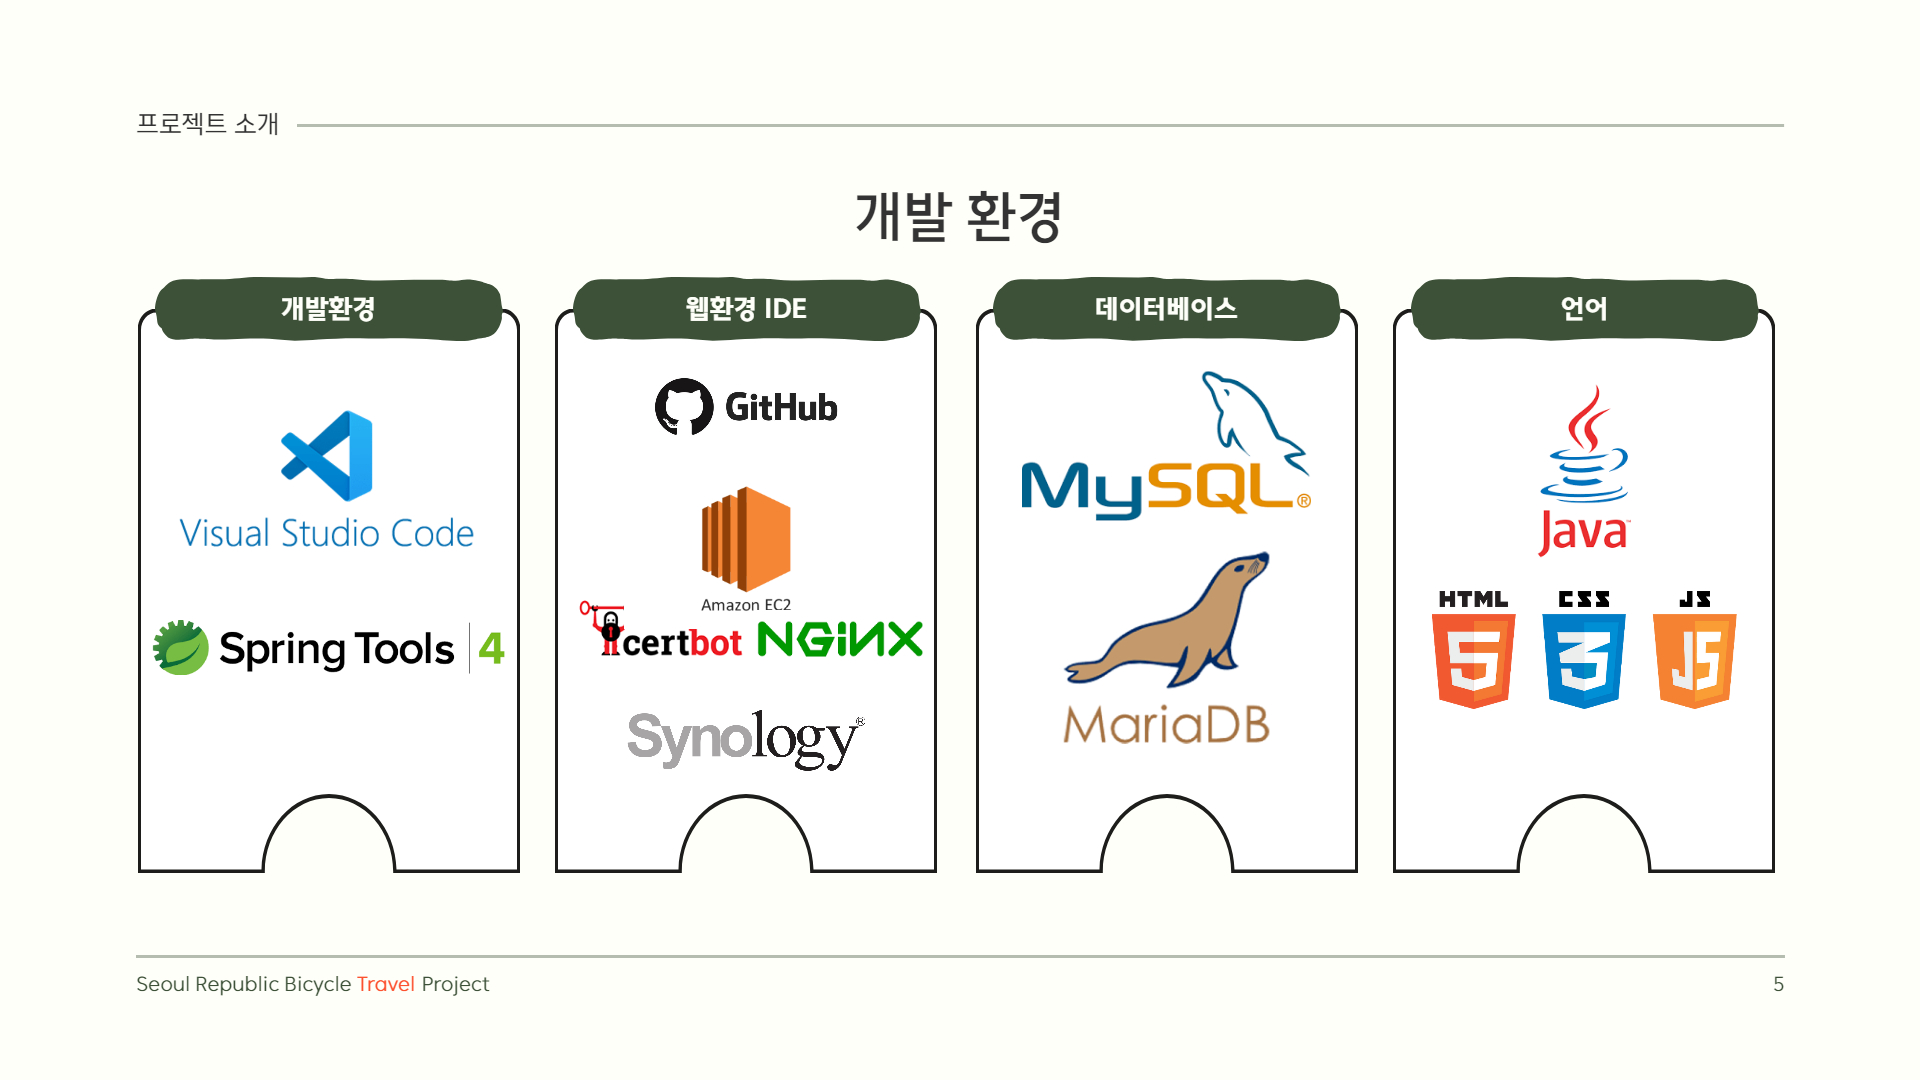 프로젝트 소개
개발 환경
개발환경
Visual Studio Code
Spring Tools 4
웹환경 IDE
GitHub
Amazon EC2
certbot NGiNX
Synology®
데이터베이스
MySQL®
MariaDB
언어
Java™
HTML CSS JS
5 3 JS
Seoul Republic Bicycle Travel Project
5